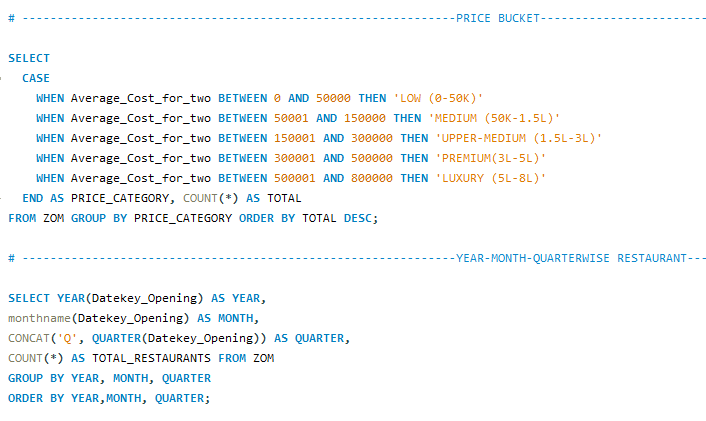 # --------------------------------------------------------------PRICE BUCKET------------------------
SELECT
CASE
WHEN Average_Cost_for_two BETWEEN 0 AND 50000 THEN 'LOW (0-50K)'
WHEN Average_Cost_for_two BETWEEN 50001 AND 150000 THEN 'MEDIUM (50K-1.5L)'
WHEN Average_Cost_for_two BETWEEN 150001 AND 300000 THEN 'UPPER-MEDIUM (1.5L-3L)'
WHEN Average_Cost_for_two BETWEEN 300001 AND 500000 THEN 'PREMIUM(3L-5L)'
WHEN Average_Cost_for_two BETWEEN 500001 AND 800000 THEN 'LUXURY (5L-8L)'
END AS PRICE_CATEGORY, COUNT(*) AS TOTAL
FROM ZOM GROUP BY PRICE_CATEGORY ORDER BY TOTAL DESC;
# --------------------------------------------------------------YEAR-MONTH-QUARTERWISE RESTAURANT---
SELECT YEAR(Datekey_Opening) AS YEAR,
monthname(Datekey_Opening) AS MONTH,
CONCAT('Q', QUARTER(Datekey_Opening)) AS QUARTER,
COUNT(*) AS TOTAL_RESTAURANTS FROM ZOM
GROUP BY YEAR, MONTH, QUARTER
ORDER BY YEAR,MONTH, QUARTER;